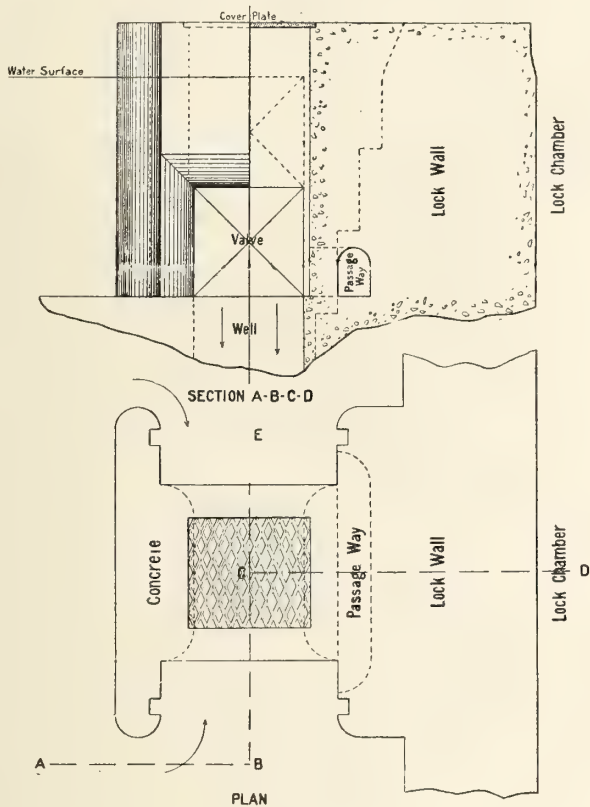 Cover Plate
Water Surface
Lock Wall
Lock Chamber
Valve
Passage
Way
Well
SECTION A-B-C-D
E
Concrete
C
Passage Way
Lock Wall
Lock Chamber
D
A
B
PLAN